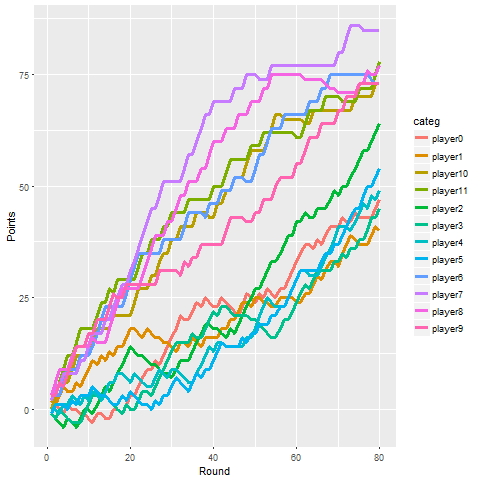 75
50
25
0
Points
0
20
40
60
80
Round
categ
player0
player1
player10
player11
player2
player3
player4
player5
player6
player7
player8
player9